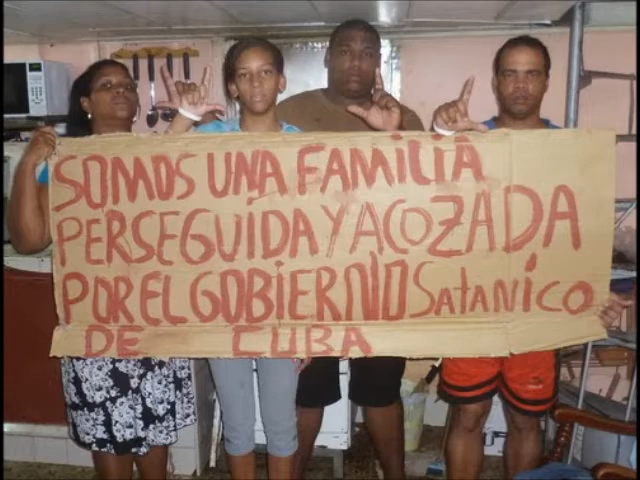 SOMOS UNA FAMILIA
PERSEGUIDA Y ACOZADA
POR EL GOBIERNO SATANICO
DE CUBA